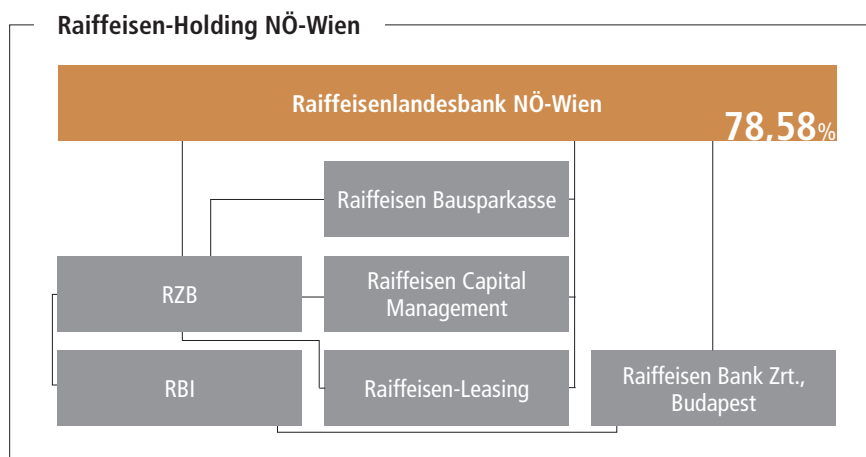 Raiffeisen-Holding NÖ-Wien
Raiffeisenlandesbank NÖ-Wien
78,58%
Raiffeisen Bausparkasse
RZB
Raiffeisen Capital
Management
RBI
Raiffeisen-Leasing
Raiffeisen Bank Zrt.,
Budapest